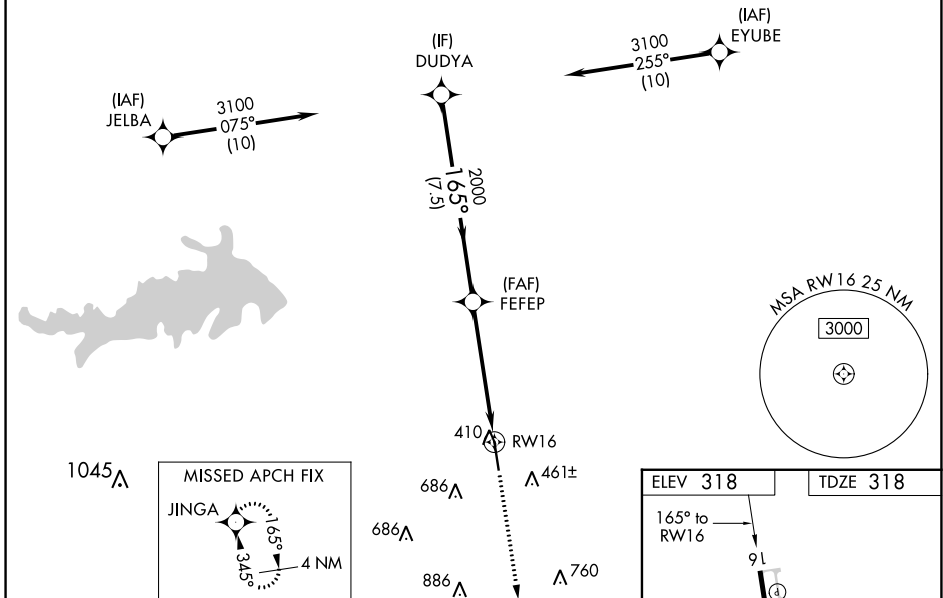 (IAF)
EYUBE
3100
255°
(10)
(IF)
DUDYA
(IAF)
JELBA
3100
075°
(10)
2000
165°
(7.5)
(FAF)
FEFEP
MSA RW16 25 NM
3000
410
RW16
1045
461±
686
686
886
760
MISSED APCH FIX
JINGA
165°
345°
4 NM
ELEV 318
TDZE 318
165° to
RW16
16
P